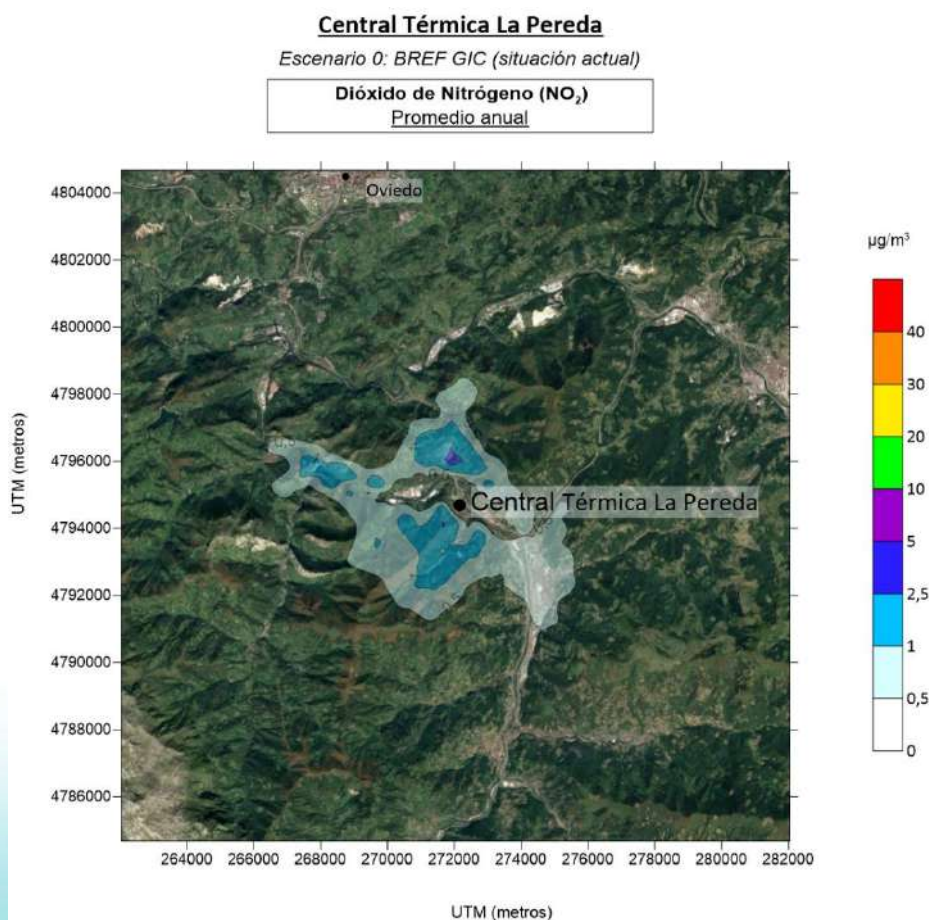 Central Térmica La Pereda
Escenario 0: BREF GIC (situación actual)
Dióxido de Nitrógeno (NO₂)
Promedio anual
4804000
4802000
4800000
4798000
4796000
4794000
4792000
4790000
4788000
4786000
UTM (metros)
Oviedo
Central Térmica La Pereda
264000 266000 268000 270000 272000 274000 276000 278000 280000 282000
UTM (metros)
µg/m³
40
30
20
10
5
2,5
1
0,5
0